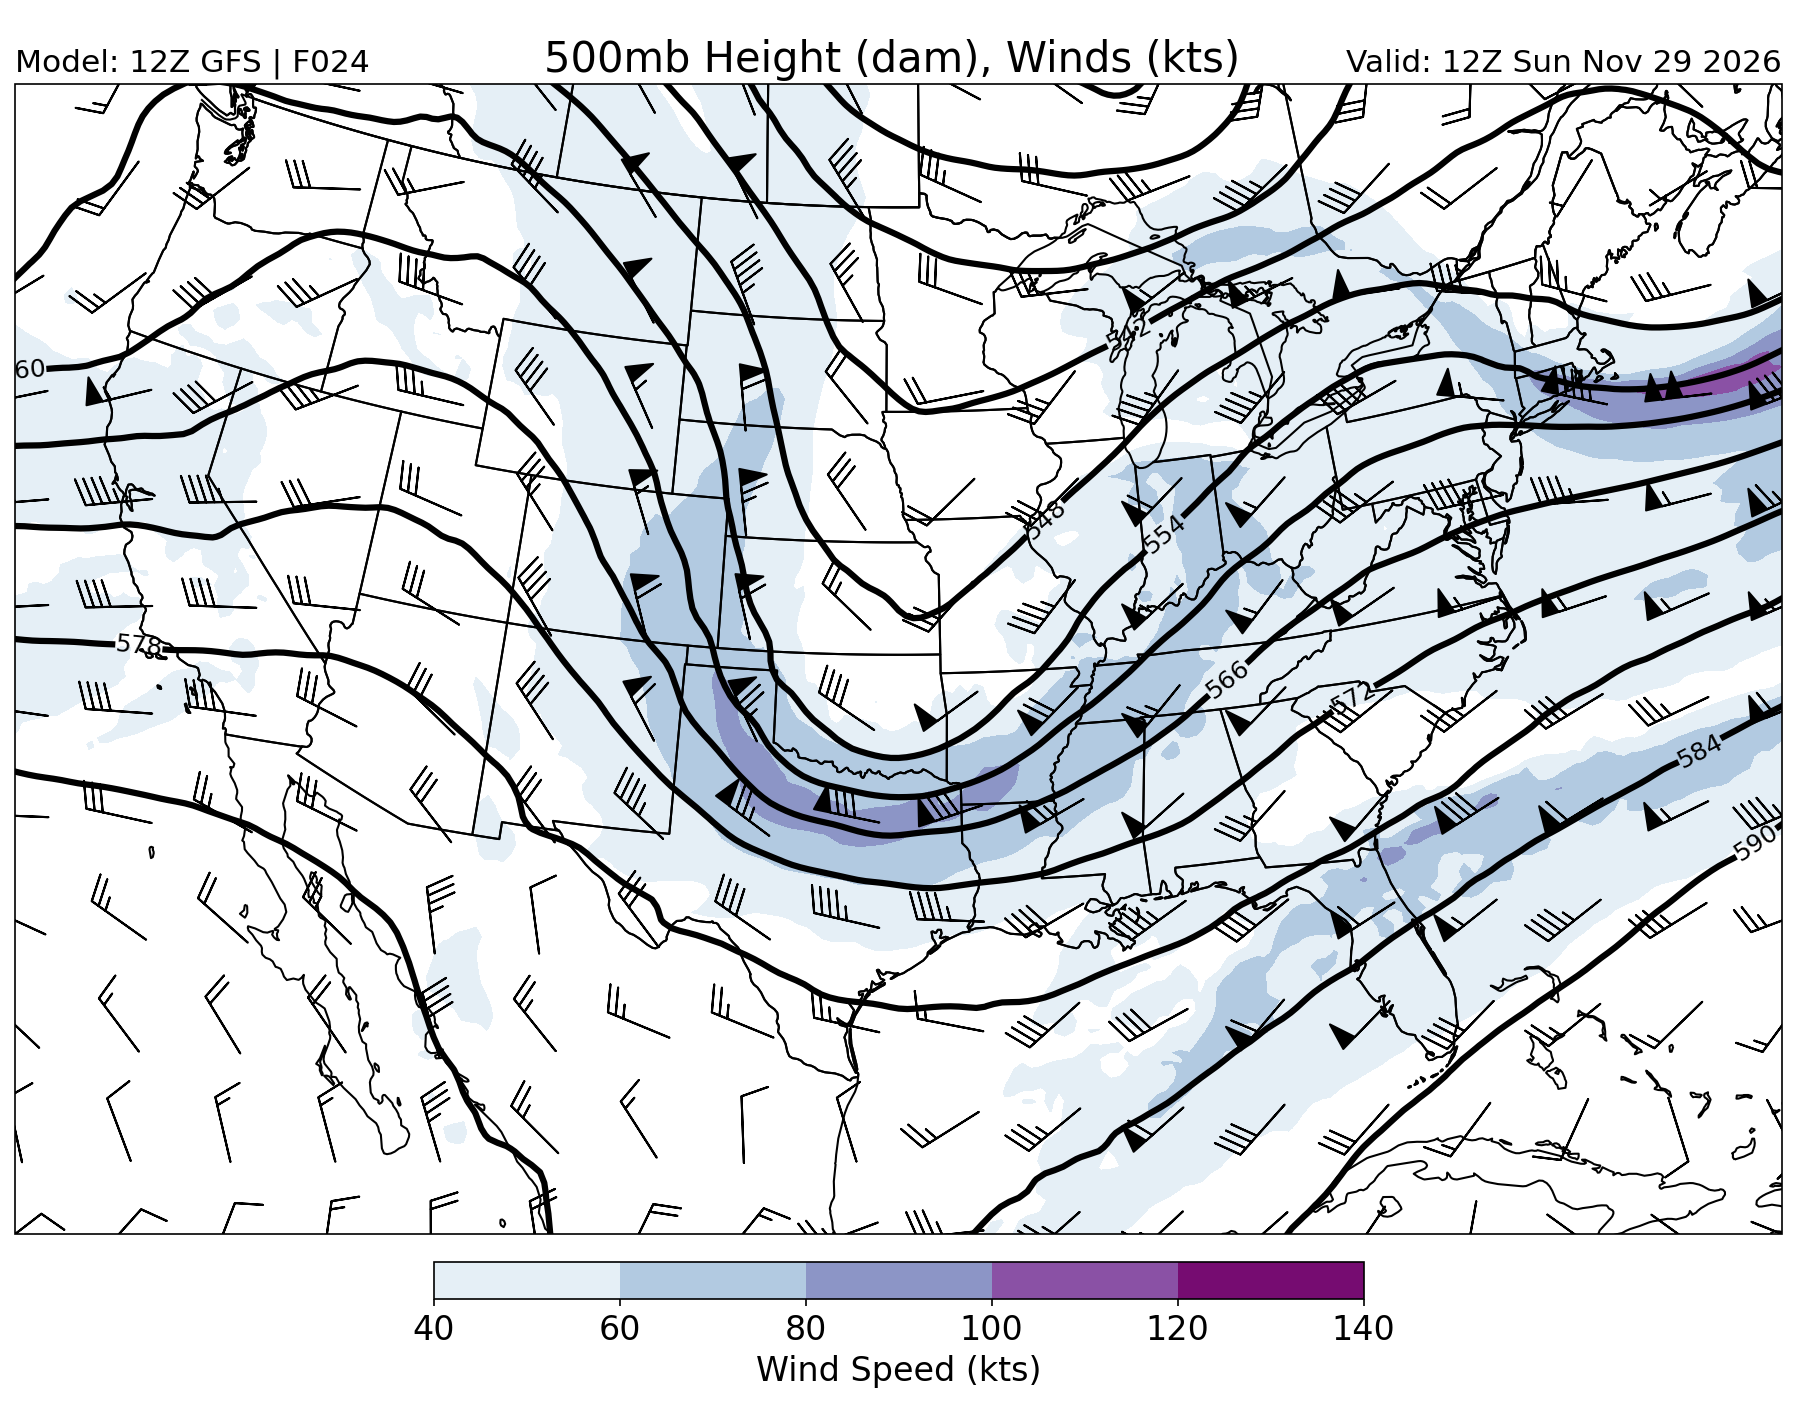 500mb Height (dam), Winds (kts)
Model: 12Z GFS | F024
Valid: 12Z Sun Nov 29 2026
542
60
548
554
578
566
572
584
590
40 60 80 100 120 140
Wind Speed (kts)